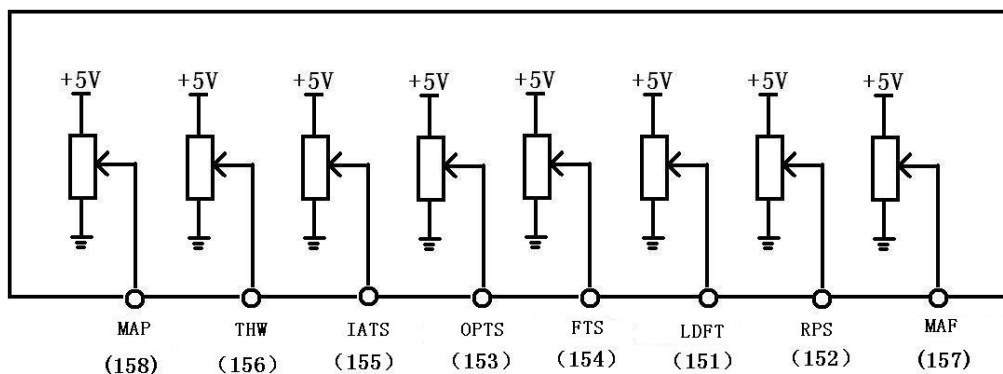 +5V +5V +5V +5V +5V +5V +5V +5V
MAP THW IATS OPTS FTS LDFT RPS MAF
(158) (156) (155) (153) (154) (151) (152) (157)